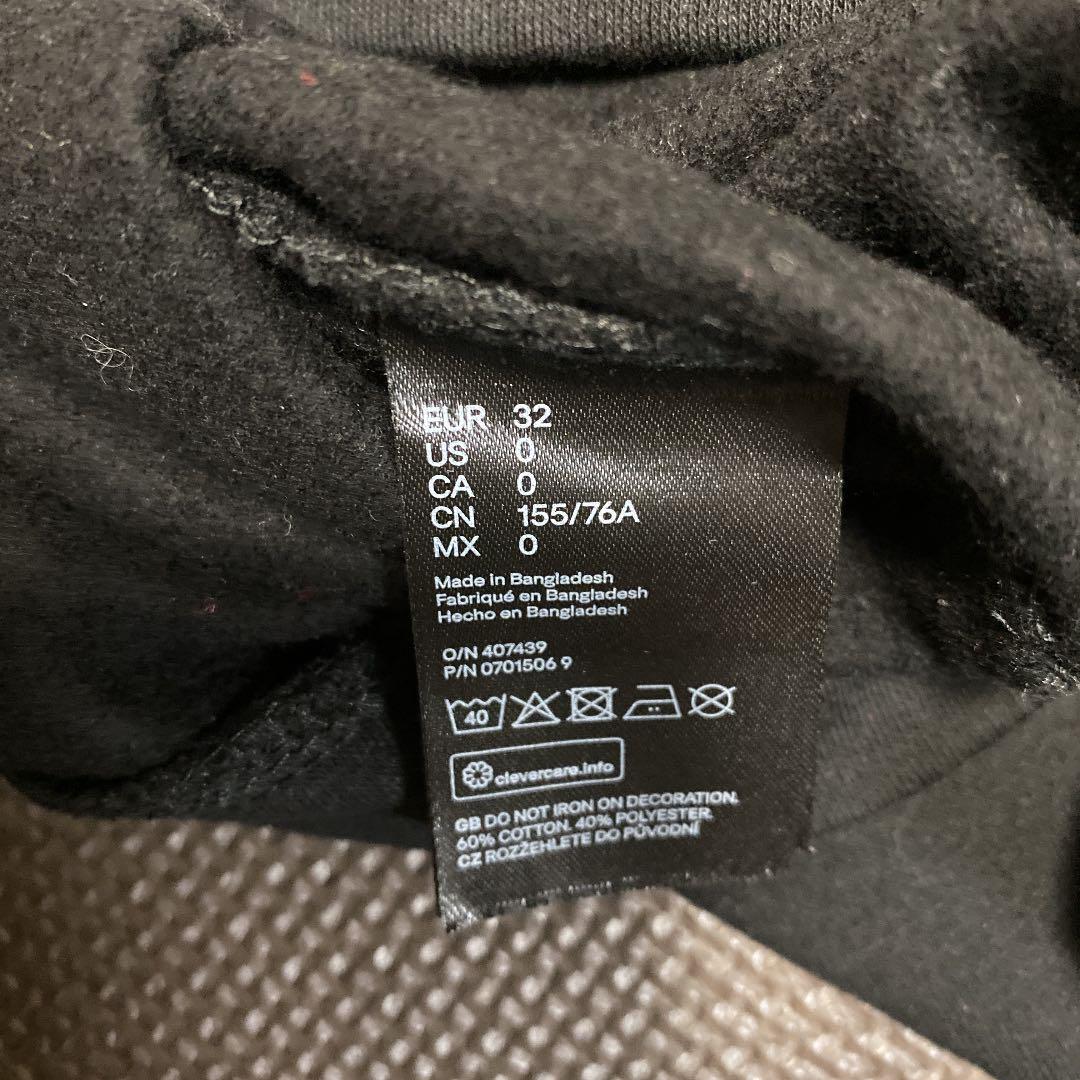 EUR 32
US 0
CA 0
CN 155/76A
MX 0
Made in Bangladesh
Fabriqué en Bangladesh
Hecho en Bangladesh
O/N 407439
P/N 0701506 9
40
clevercare.info
GB DO NOT IRON ON DECORATION.
60% COTTON. 40% POLYESTER.
CZ ROZŽEHLETE DO PŮVODNÍ